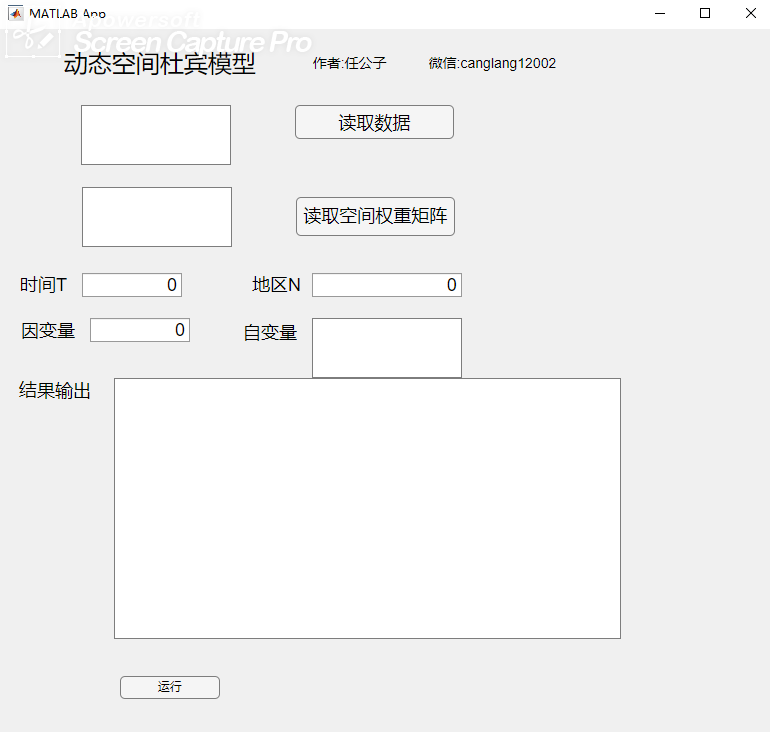 MATLAB App
Apowersoft
Screen Capture Pro
动态空间杜宾模型 作者:任公子 微信:canglang12002
读取数据
读取空间权重矩阵
时间T 0 地区N 0
因变量 0 自变量
结果输出
运行